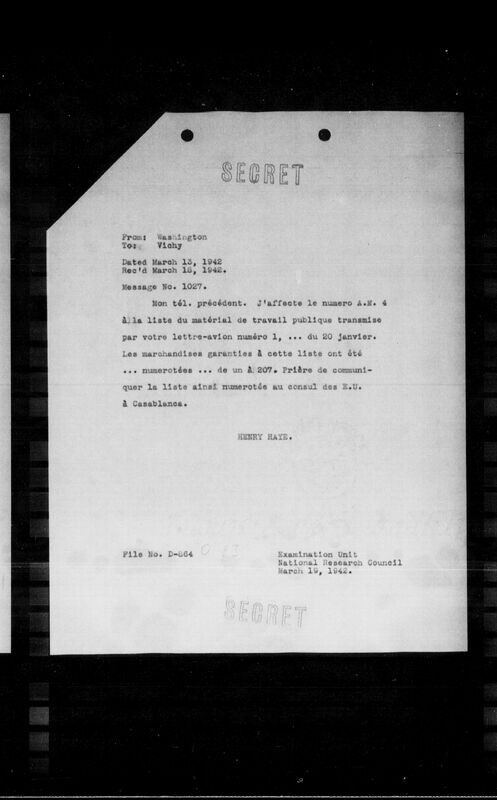 SECRET
From: Washington
To: Vichy
Dated March 13, 1942
Rec'd March 18, 1942.
Message No. 1027.
Mon tél. précédent. J'affecte le numero A.M. 4
à la liste du matérial de travail publique transmise
par votre lettre-avion numéro 1, ... du 20 janvier.
Les marchandises garanties à cette liste ont été
... numerotées ... de un à 207. Prière de communi-
quer la liste ainsi numerotée au consul des E.U.
à Casablanca.
HENRY HAYE.
File No. D-864
Examination Unit
National Research Council
March 19, 1942.
SECRET